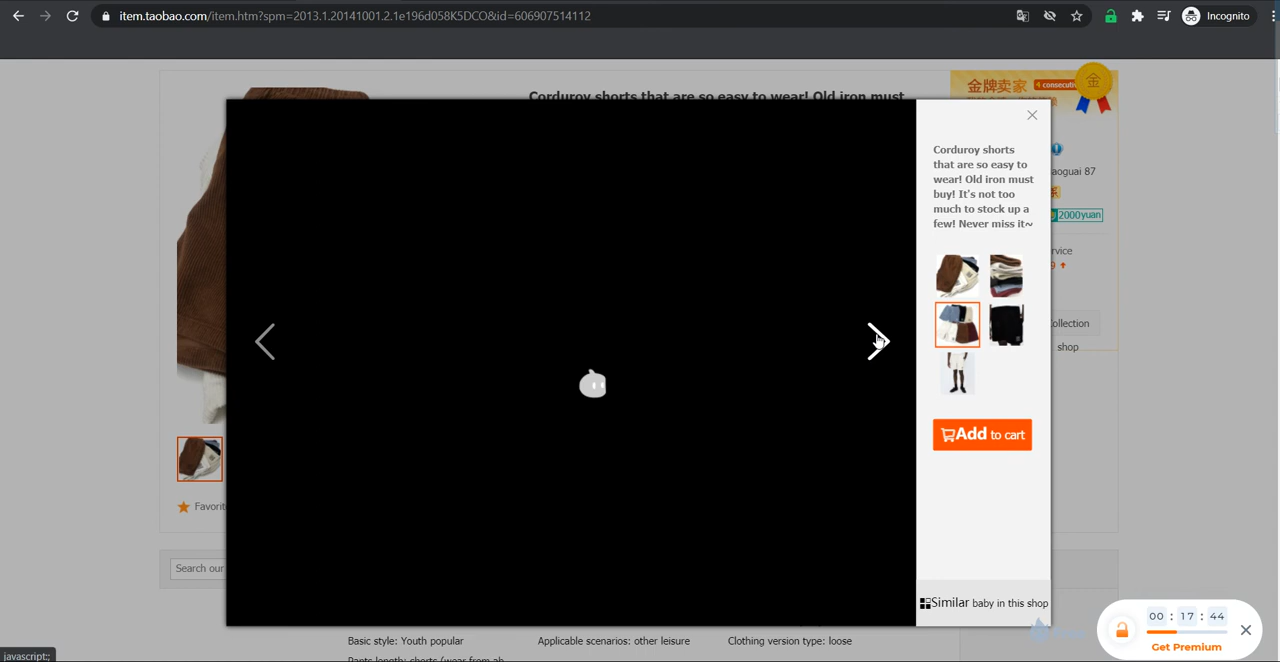 item.taobao.com/item.htm?spm=2013.1.20141001.2.1e196d058K5DCO&id=606907514112
Incognito
Corduroy shorts that are so easy to wear! Old iron must
金牌卖家
Corduroy shorts
that are so easy to
wear! Old iron must
buy! It's not too
much to stock up a
few! Never miss it~
aoguai 87
2000yuan
ollection
shop
Add to cart
Favorit
Search our
Similar baby in this shop
00 : 17 : 44
Get Premium
Basic style: Youth popular
Applicable scenarios: other leisure
Clothing version type: loose
javascript:;